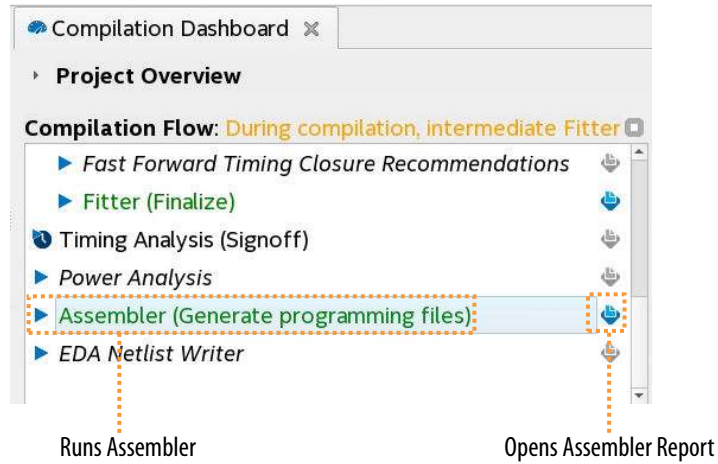 Compilation Dashboard
Project Overview
Compilation Flow: During compilation, intermediate Fitter
Fast Forward Timing Closure Recommendations
Fitter (Finalize)
Timing Analysis (Signoff)
Power Analysis
Assembler (Generate programming files)
EDA Netlist Writer
Runs Assembler
Opens Assembler Report